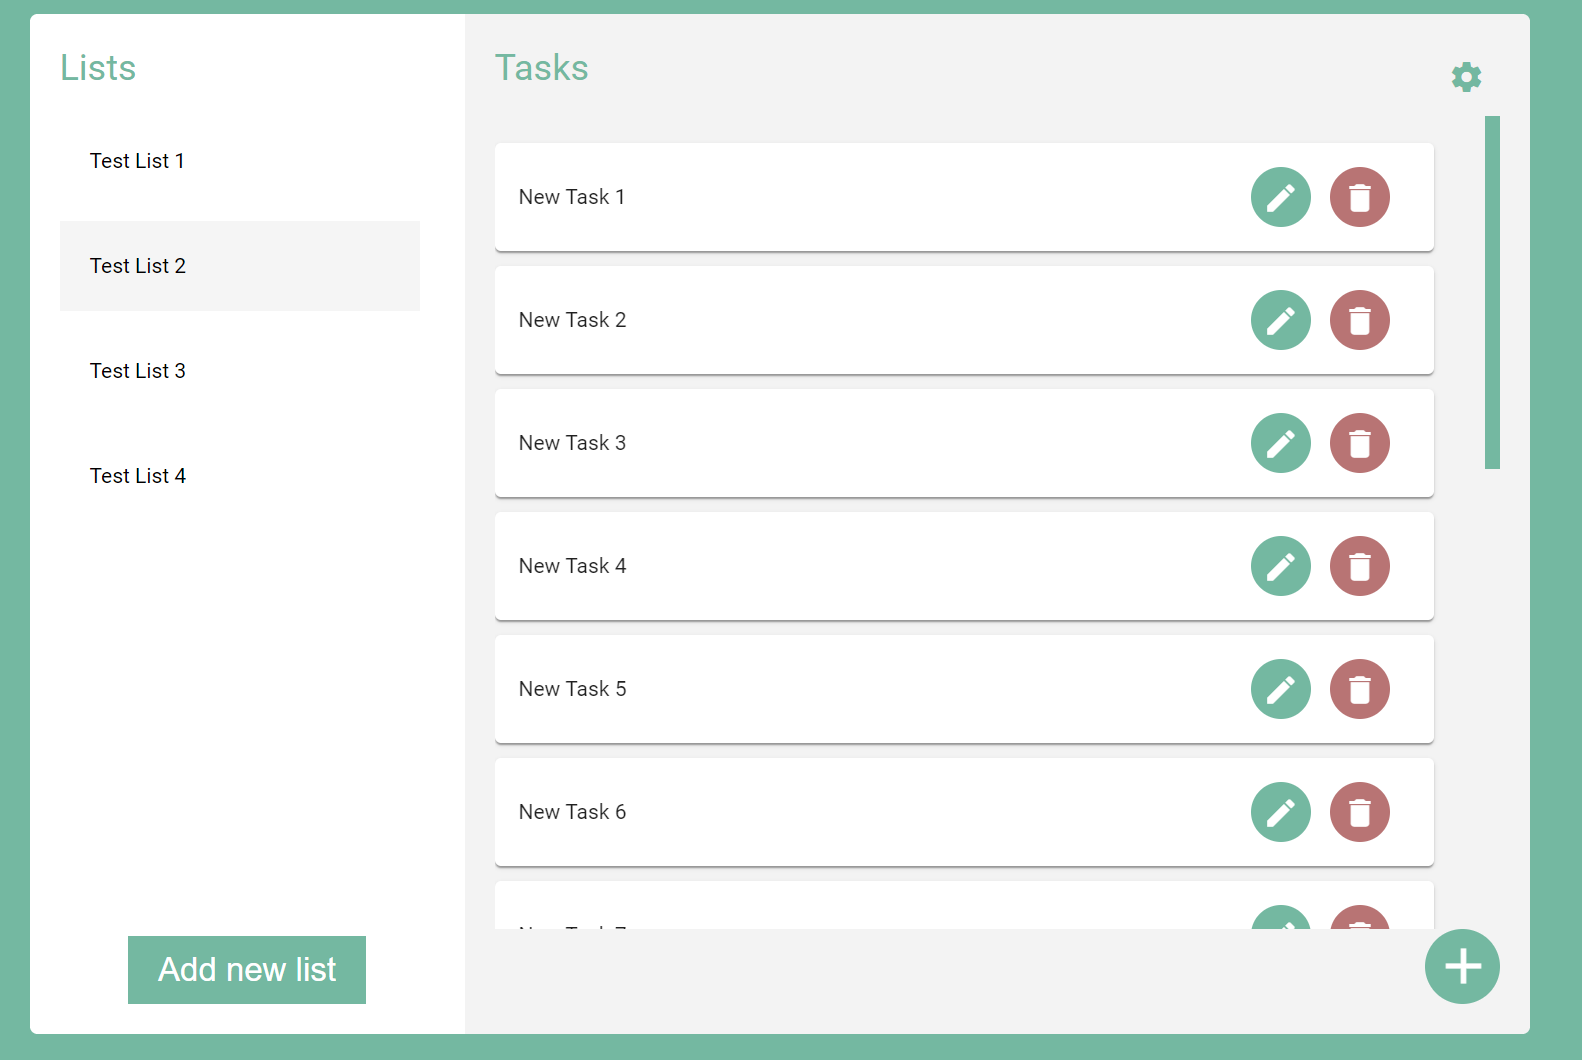 Lists
Test List 1
Test List 2
Test List 3
Test List 4
Add new list
Tasks
New Task 1
New Task 2
New Task 3
New Task 4
New Task 5
New Task 6